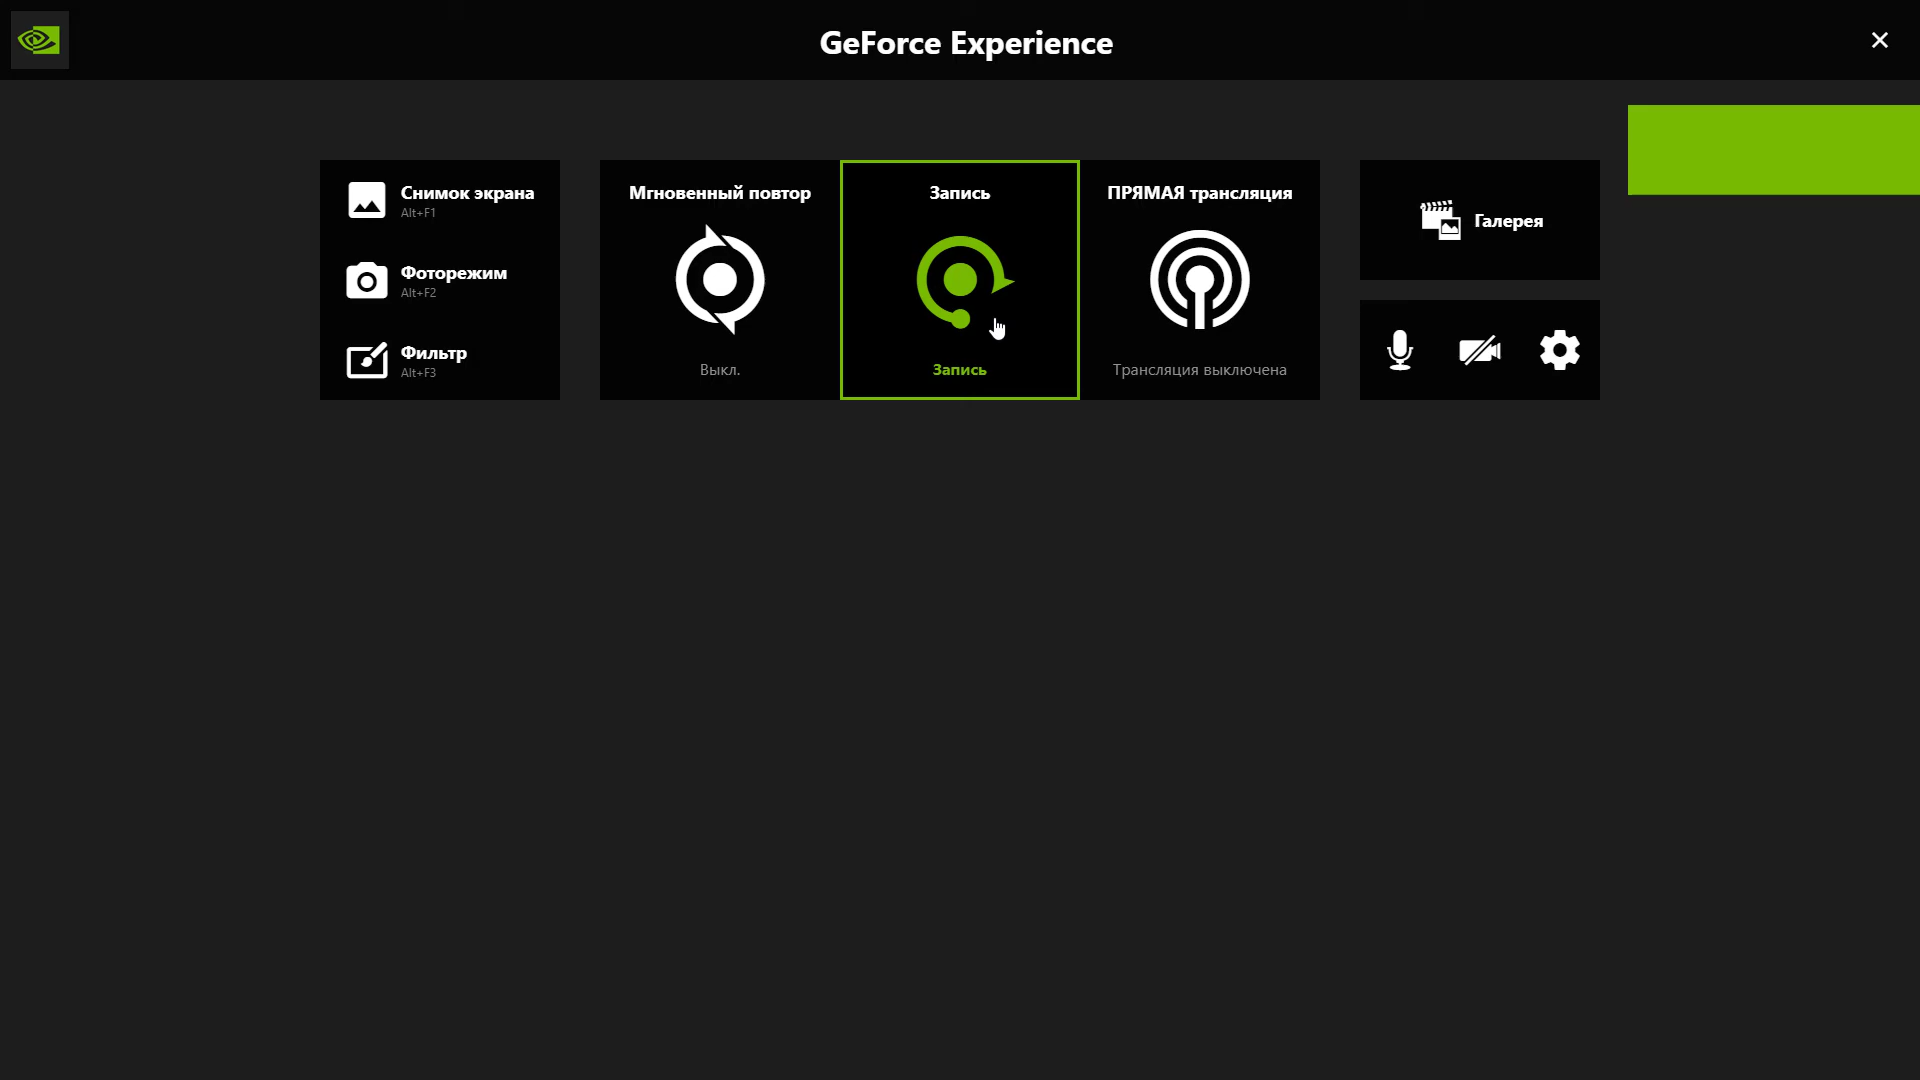 GeForce Experience
Снимок экрана
Alt+F1
Фоторежим
Alt+F2
Фильтр
Alt+F3
Мгновенный повтор
Выкл.
Запись
Запись
ПРЯМАЯ трансляция
Трансляция выключена
Галерея